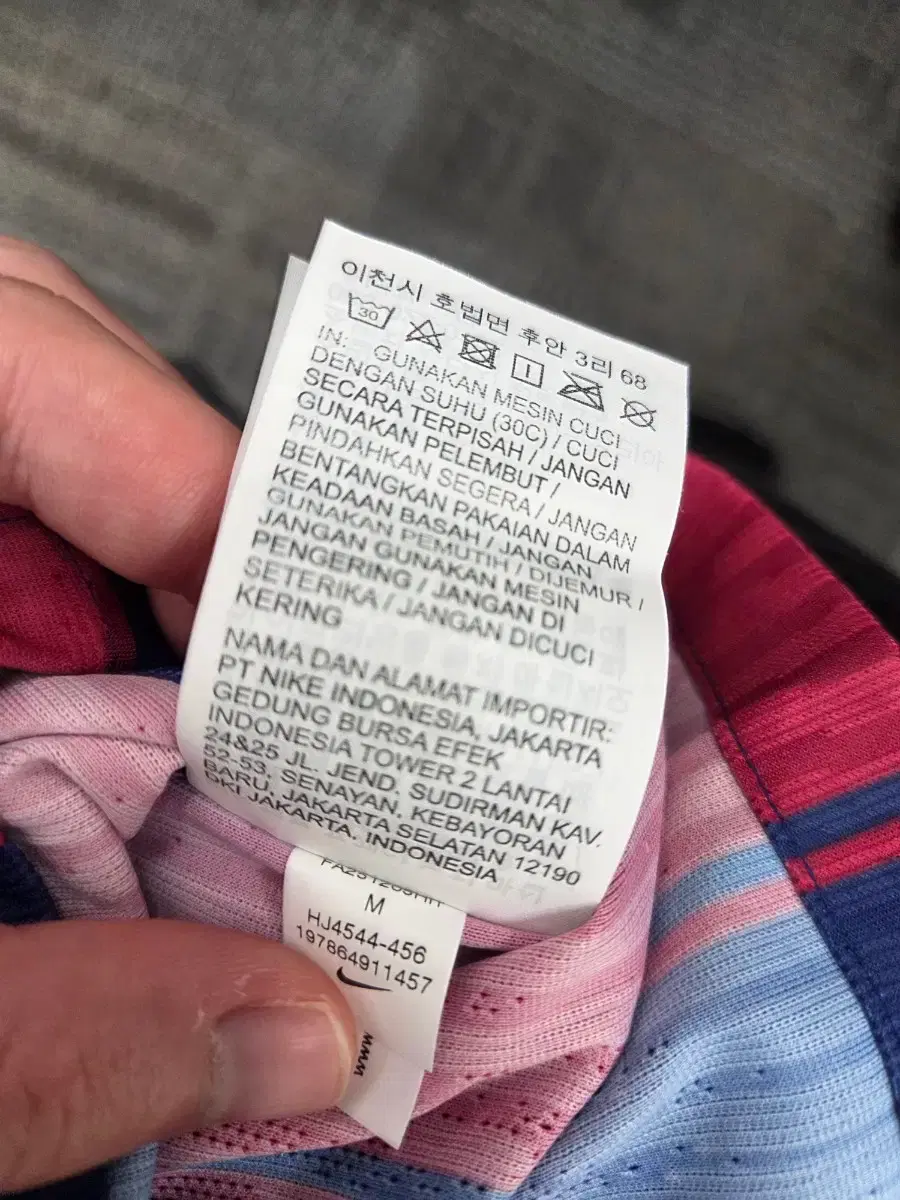 이천시 호법면 후안 3리 68
30
IN: GUNAKAN MESIN CUCI
DENGAN SUHU (30C) / CUCI
SECARA TERPISAH / JANGAN
GUNAKAN PELEMBUT /
PINDAHKAN SEGERA / JANGAN
BENTANGKAN PAKAIAN DALAM
KEADAAN BASAH / JANGAN
GUNAKAN PEMUTIH / DIJEMUR /
JANGAN GUNAKAN MESIN
PENGERING / JANGAN DI
SETERIKA / JANGAN DICUCI
KERING
NAMA DAN ALAMAT IMPORTIR:
PT NIKE INDONESIA, JAKARTA
GEDUNG BURSA EFEK
INDONESIA TOWER 2 LANTAI
24&25 JL. JEND. SUDIRMAN KAV.
52-53, SENAYAN, KEBAYORAN
BARU, JAKARTA SELATAN 12190
DKI JAKARTA. INDONESIA
M
HJ4544-456
197864911457
www